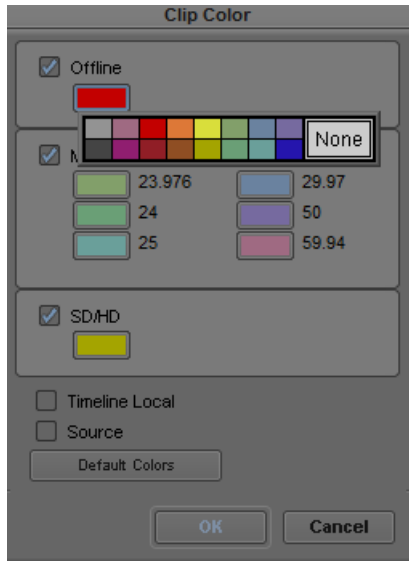 Clip Color
Offline
None
23.976 29.97
24 50
25 59.94
SD/HD
Timeline Local
Source
Default Colors
OK Cancel